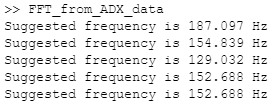 >> FFT_from_ADX_data
Suggested frequency is 187.097 Hz
Suggested frequency is 154.839 Hz
Suggested frequency is 129.032 Hz
Suggested frequency is 152.688 Hz
Suggested frequency is 152.688 Hz